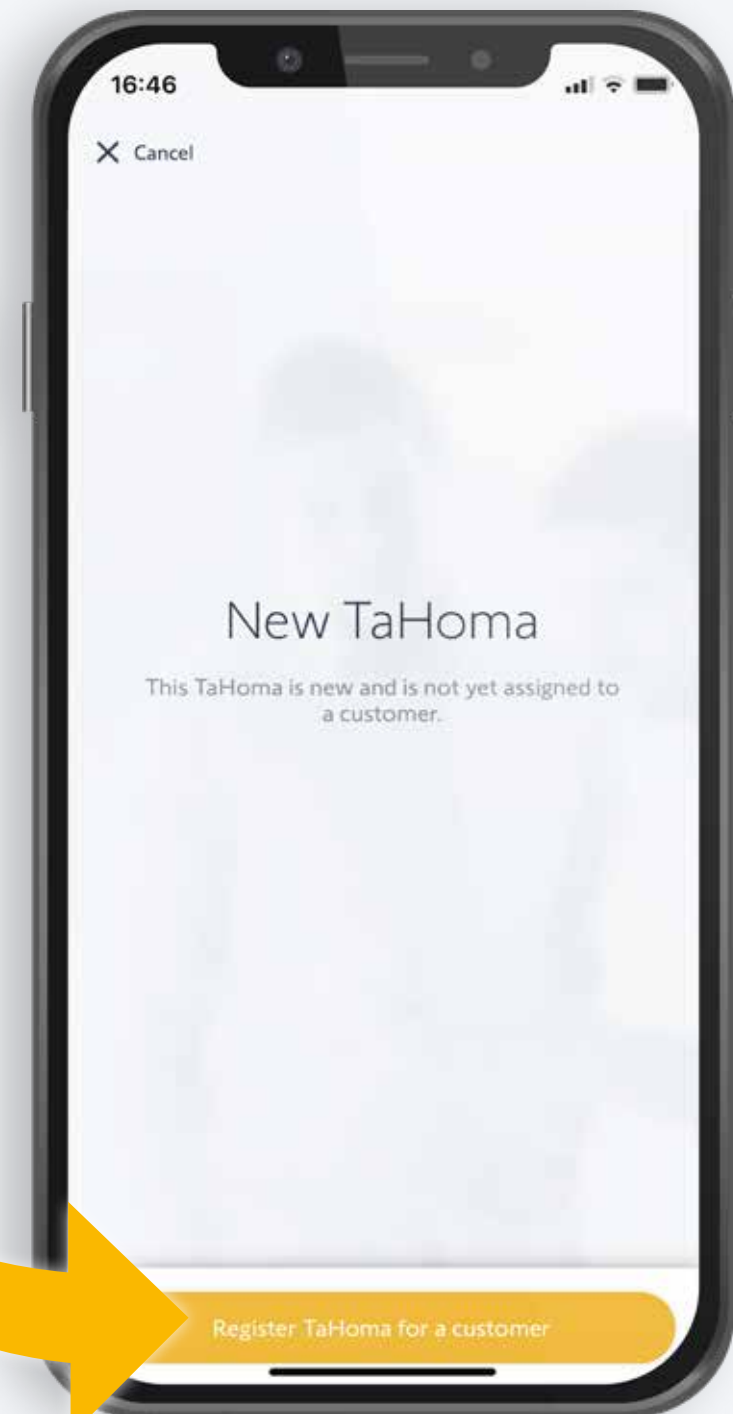 16:46
Cancel
New TaHoma
This TaHoma is new and is not yet assigned to
a customer.
Register TaHoma for a customer